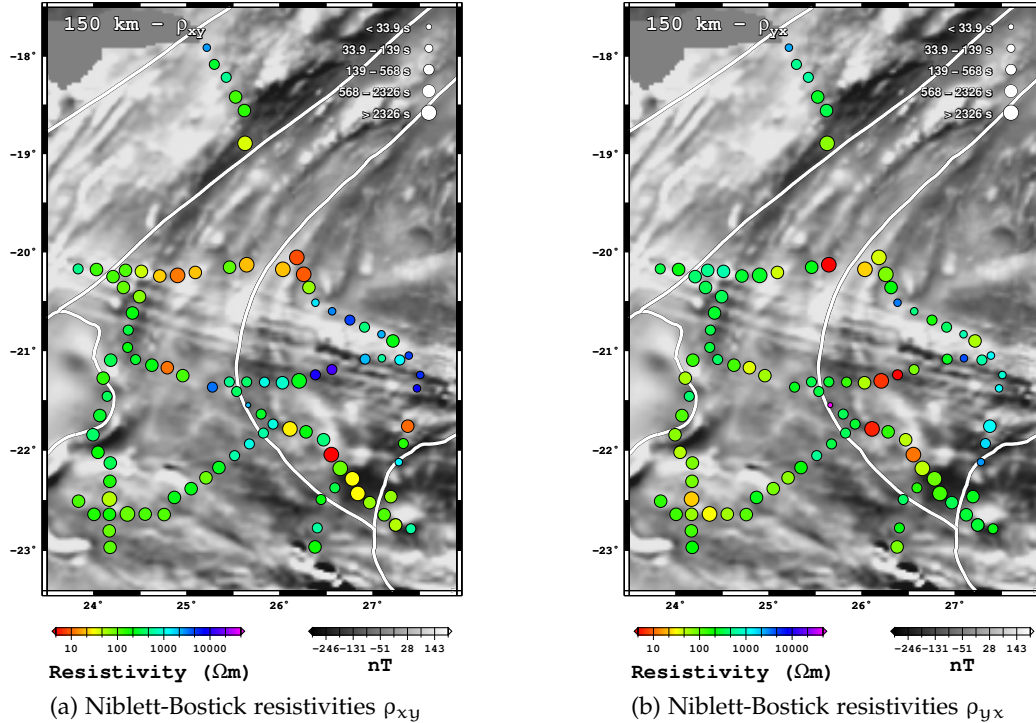 150 km – ρxy
< 33.9 s
33.9 – 139 s
139 – 568 s
568 – 2326 s
> 2326 s
−18˚
−19˚
−20˚
−21˚
−22˚
−23˚
24˚ 25˚ 26˚ 27˚
10 100 1000 10000
Resistivity (Ωm)
−246−131 −51 28 143
nT
(a) Niblett-Bostick resistivities ρxy
150 km – ρyx
< 33.9 s
33.9 – 139 s
139 – 568 s
568 – 2326 s
> 2326 s
−18˚
−19˚
−20˚
−21˚
−22˚
−23˚
24˚ 25˚ 26˚ 27˚
10 100 1000 10000
Resistivity (Ωm)
−246−131 −51 28 143
nT
(b) Niblett-Bostick resistivities ρyx